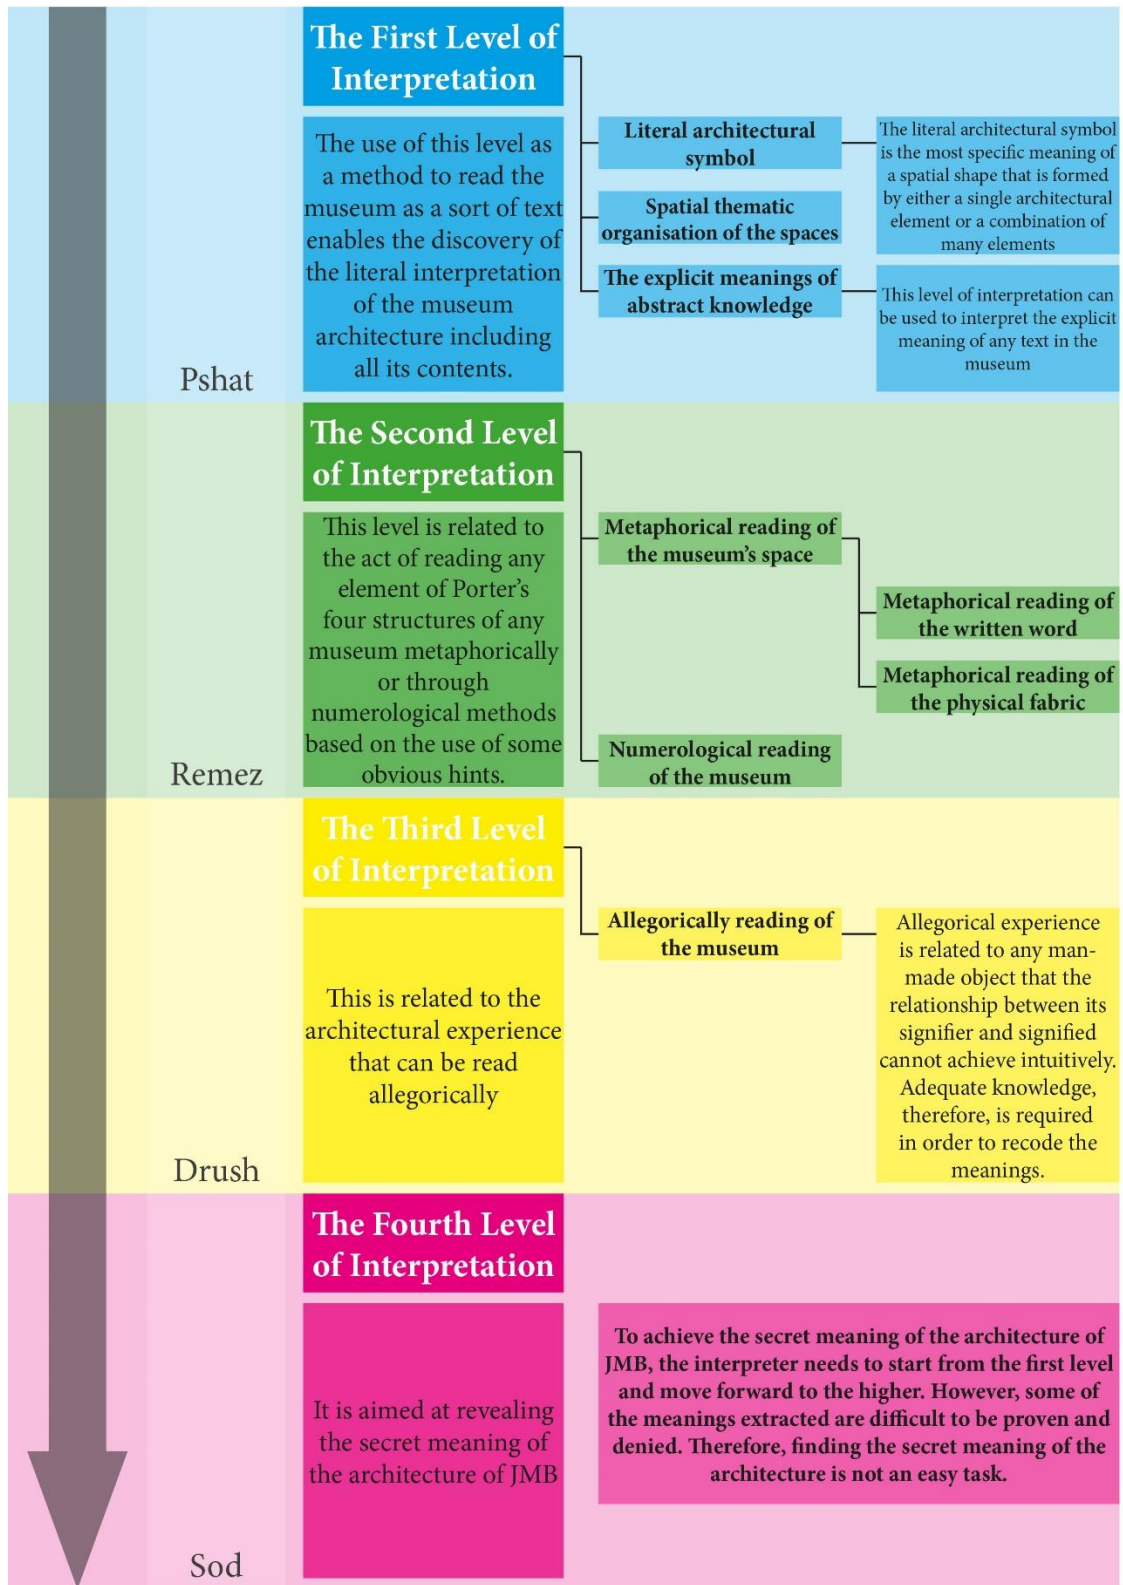 The First Level of
Interpretation
The use of this level as
a method to read the
museum as a sort of text
enables the discovery of
the literal interpretation
of the museum
architecture including
all its contents.
Literal architectural
symbol
Spatial thematic
organisation of the spaces
The explicit meanings of
abstract knowledge
The literal architectural symbol
is the most specific meaning of
a spatial shape that is formed
by either a single architectural
element or a combination of
many elements
This level of interpretation can
be used to interpret the explicit
meaning of any text in the
museum
Pshat
The Second Level
of Interpretation
This level is related to
the act of reading any
element of Porter’s
four structures of any
museum metaphorically
or through
numerological methods
based on the use of some
obvious hints.
Metaphorical reading of
the museum’s space
Metaphorical reading of
the written word
Metaphorical reading of
the physical fabric
Numerological reading
of the museum
Remez
The Third Level
of Interpretation
This is related to the
architectural experience
that can be read
allegorically
Allegorically reading of
the museum
Allegorical experience
is related to any man-
made object that the
relationship between its
signifier and signified
cannot achieve intuitively.
Adequate knowledge,
therefore, is required
in order to recode the
meanings.
Drush
The Fourth Level
of Interpretation
It is aimed at revealing
the secret meaning of
the architecture of JMB
To achieve the secret meaning of the architecture of
JMB, the interpreter needs to start from the first level
and move forward to the higher. However, some of
the meanings extracted are difficult to be proven and
denied. Therefore, finding the secret meaning of the
architecture is not an easy task.
Sod